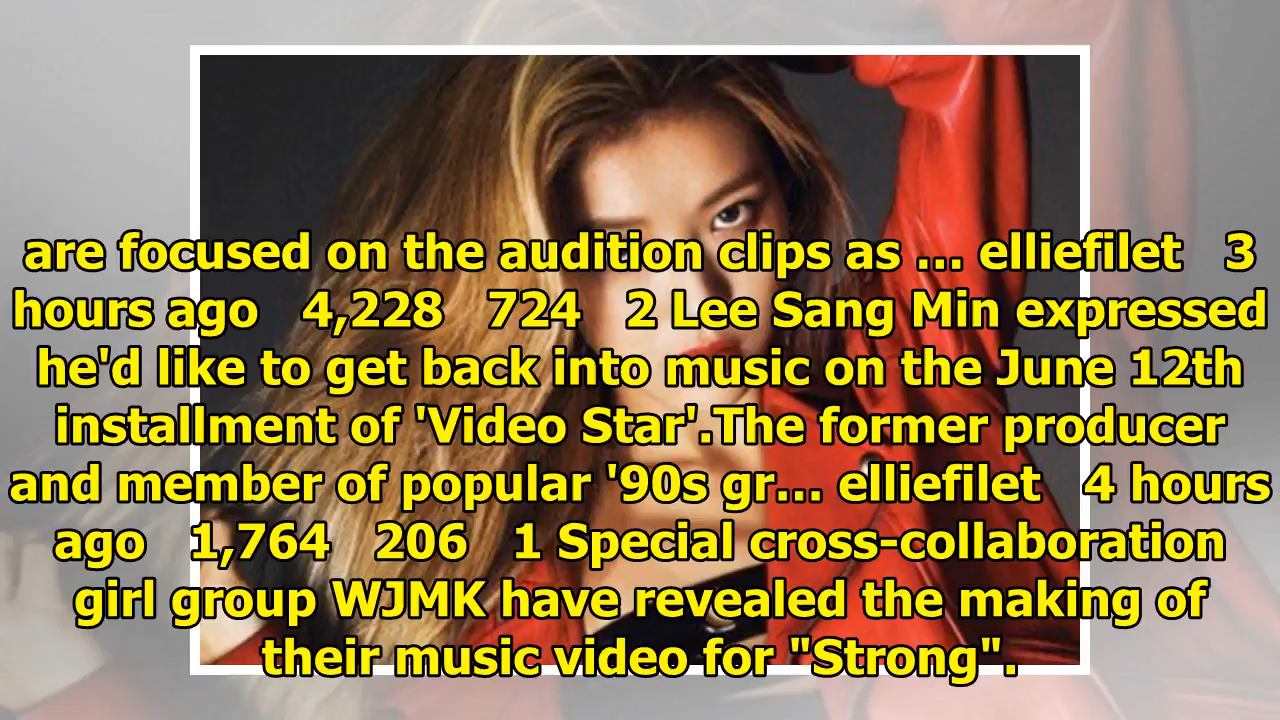 are focused on the audition clips as ... elliefilet 3
hours ago 4,228 724 2 Lee Sang Min expressed
he'd like to get back into music on the June 12th
installment of 'Video Star'.The former producer
and member of popular '90s gr... elliefilet 4 hours
ago 1,764 206 1 Special cross-collaboration
girl group WJMK have revealed the making of
their music video for "Strong".